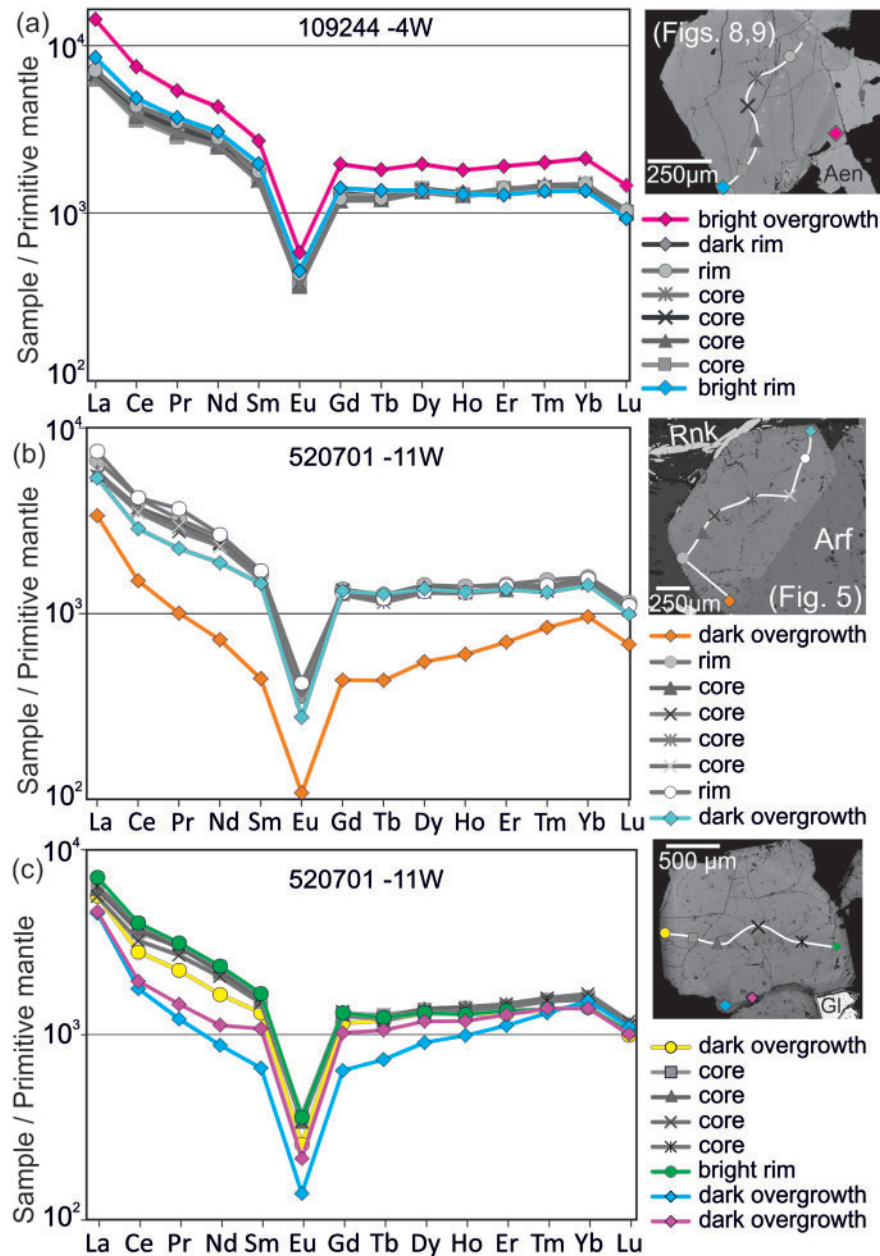 (a)
109244 -4W
10⁴
10³
10²
Sample / Primitive mantle
La Ce Pr Nd Sm Eu Gd Tb Dy Ho Er Tm Yb Lu
(Figs. 8,9)
250µm
Aen
bright overgrowth
dark rim
rim
core
core
core
core
bright rim
(b)
520701 -11W
10⁴
10³
10²
Sample / Primitive mantle
La Ce Pr Nd Sm Eu Gd Tb Dy Ho Er Tm Yb Lu
Rnk
Arf
250µm
(Fig. 5)
dark overgrowth
rim
core
core
core
core
rim
dark overgrowth
(c)
520701 -11W
10⁴
10³
10²
Sample / Primitive mantle
La Ce Pr Nd Sm Eu Gd Tb Dy Ho Er Tm Yb Lu
500 µm
Gl
dark overgrowth
core
core
core
core
bright rim
dark overgrowth
dark overgrowth